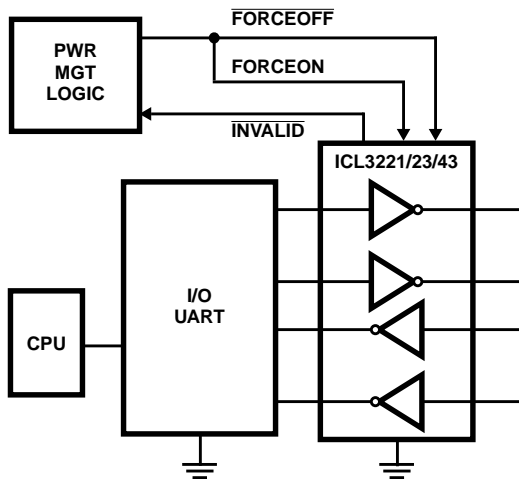 FORCEOFF
PWR
MGT
LOGIC
FORCEON
INVALID
ICL3221/23/43
I/O
UART
CPU